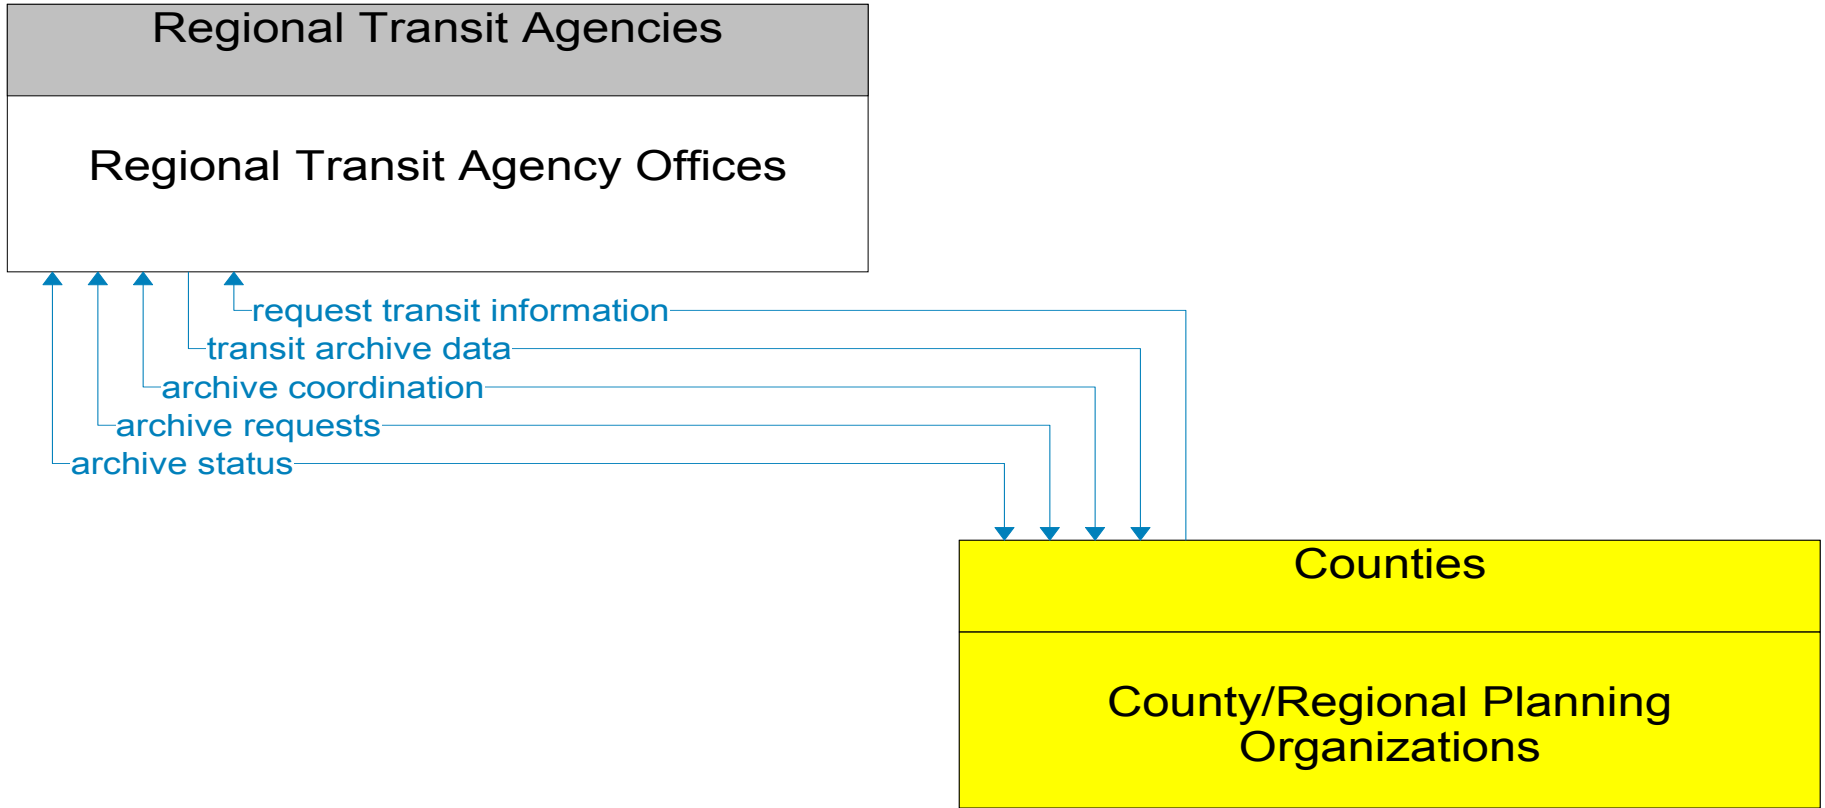 Regional Transit Agencies
Regional Transit Agency Offices
request transit information
transit archive data
archive coordination
archive requests
archive status
Counties
County/Regional Planning
Organizations